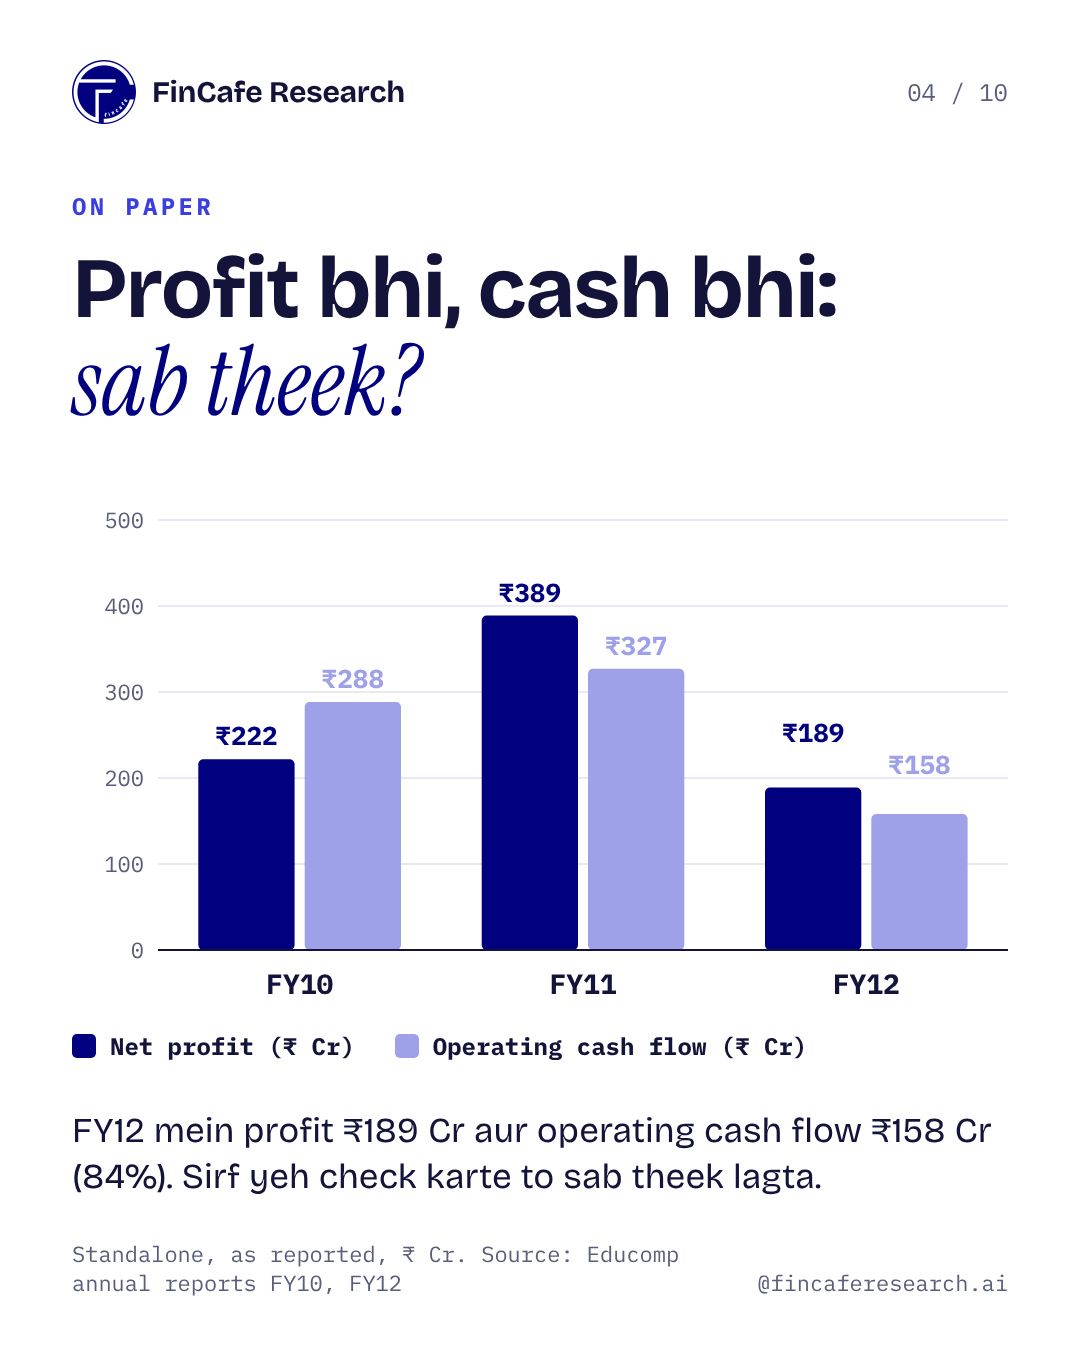 fincafe
FinCafe Research
04 / 10
ON PAPER
Profit bhi, cash bhi:
sab theek?
500
400
300
200
100
0
₹222
₹288
₹389
₹327
₹189
₹158
FY10
FY11
FY12
Net profit (₹ Cr)
Operating cash flow (₹ Cr)
FY12 mein profit ₹189 Cr aur operating cash flow ₹158 Cr
(84%). Sirf yeh check karte to sab theek lagta.
Standalone, as reported, ₹ Cr. Source: Educomp
annual reports FY10, FY12
@fincaferesearch.ai